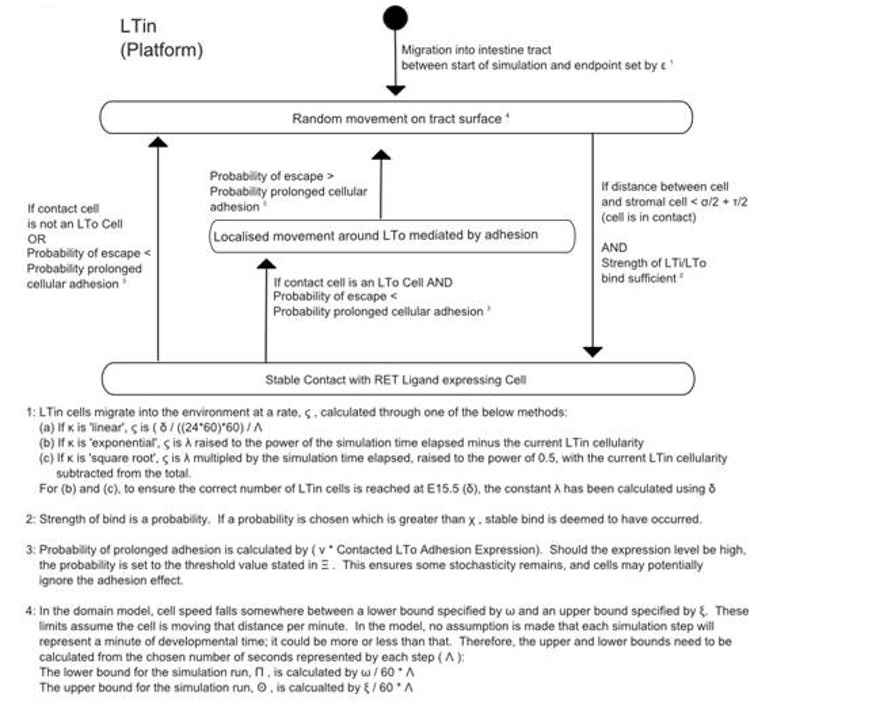 LTin
(Platform)
Migration into intestine tract
between start of simulation and endpoint set by ε ¹
Random movement on tract surface ⁴
Probability of escape >
Probability prolonged cellular
adhesion ³
If contact cell
is not an LTo Cell
OR
Probability of escape <
Probability prolonged
cellular adhesion ³
If distance between cell
and stromal cell < σ/2 + τ/2
(cell is in contact)
AND
Strength of LTi/LTo
bind sufficient ²
Localised movement around LTo mediated by adhesion
If contact cell is an LTo Cell AND
Probability of escape <
Probability prolonged cellular adhesion ³
Stable Contact with RET Ligand expressing Cell
1: LTin cells migrate into the environment at a rate, ς , calculated through one of the below methods:
(a) If κ is 'linear', ς is ( δ / ((24*60)*60) / Λ
(b) If κ is 'exponential', ς is λ raised to the power of the simulation time elapsed minus the current LTin cellularity
(c) If κ is 'square root', ς is λ multipled by the simulation time elapsed, raised to the power of 0.5, with the current LTin cellularity
subtracted from the total.
For (b) and (c), to ensure the correct number of LTin cells is reached at E15.5 (δ), the constant λ has been calculated using δ
2: Strength of bind is a probability. If a probability is chosen which is greater than χ , stable bind is deemed to have occurred.
3: Probability of prolonged adhesion is calculated by ( ν * Contacted LTo Adhesion Expression). Should the expression level be high,
the probability is set to the threshold value stated in Ξ . This ensures some stochasticity remains, and cells may potentially
ignore the adhesion effect.
4: In the domain model, cell speed falls somewhere between a lower bound specified by ω and an upper bound specified by ξ. These
limits assume the cell is moving that distance per minute. In the model, no assumption is made that each simulation step will
represent a minute of developmental time; it could be more or less than that. Therefore, the upper and lower bounds need to be
calculated from the chosen number of seconds represented by each step ( Λ ):
The lower bound for the simulation run, Π , is calculated by ω / 60 * Λ
The upper bound for the simulation run, Θ , is calcualted by ξ / 60 * Λ